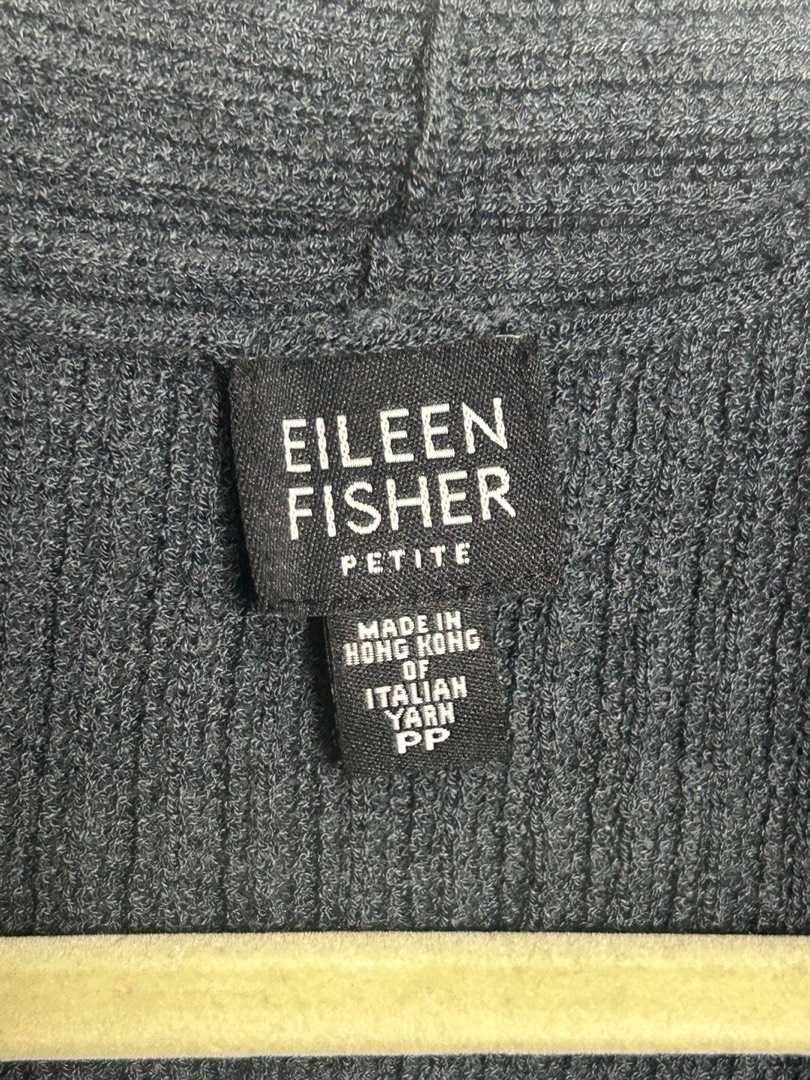 EILEEN
FISHER
PETITE
MADE IN
HONG KONG
OF
ITALIAN
YARN
PP